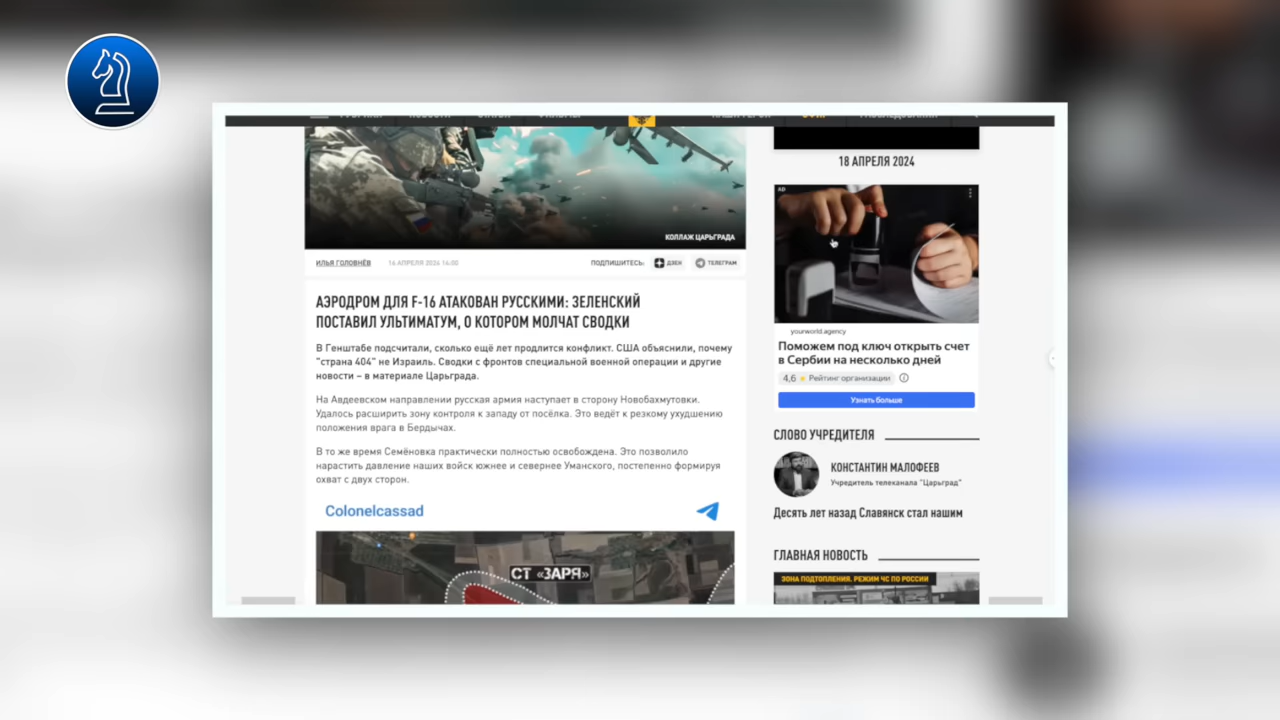 КОЛЛАЖ ЦАРЬГРАДА
ИЛЬЯ ГОЛОВНЁВ
16 АПРЕЛЯ 2024 16:00
ПОДПИШИТЕСЬ:
ДЗЕН
ТЕЛЕГРАМ
АЭРОДРОМ ДЛЯ F-16 АТАКОВАН РУССКИМИ: ЗЕЛЕНСКИЙ
ПОСТАВИЛ УЛЬТИМАТУМ, О КОТОРОМ МОЛЧАТ СВОДКИ
В Генштабе подсчитали, сколько ещё лет продлится конфликт. США объяснили, почему
"страна 404" не Израиль. Сводки с фронтов специальной военной операции и другие
новости – в материале Царьграда.
На Авдеевском направлении русская армия наступает в сторону Новобахмутовки.
Удалось расширить зону контроля к западу от посёлка. Это ведёт к резкому ухудшению
положения врага в Бердычах.
В то же время Семёновка практически полностью освобождена. Это позволило
нарастить давление наших войск южнее и севернее Уманского, постепенно формируя
охват с двух сторон.
Colonelcassad
СТ «ЗАРЯ»
18 АПРЕЛЯ 2024
AD
yourworld.agency
Поможем под ключ открыть счет
в Сербии на несколько дней
4,6 Рейтинг организации
Узнать больше
СЛОВО УЧРЕДИТЕЛЯ
КОНСТАНТИН МАЛОФЕЕВ
Учредитель телеканала "Царьград"
Десять лет назад Славянск стал нашим
ГЛАВНАЯ НОВОСТЬ
ЗОНА ПОДТОПЛЕНИЯ. РЕЖИМ ЧС ПО РОССИИ